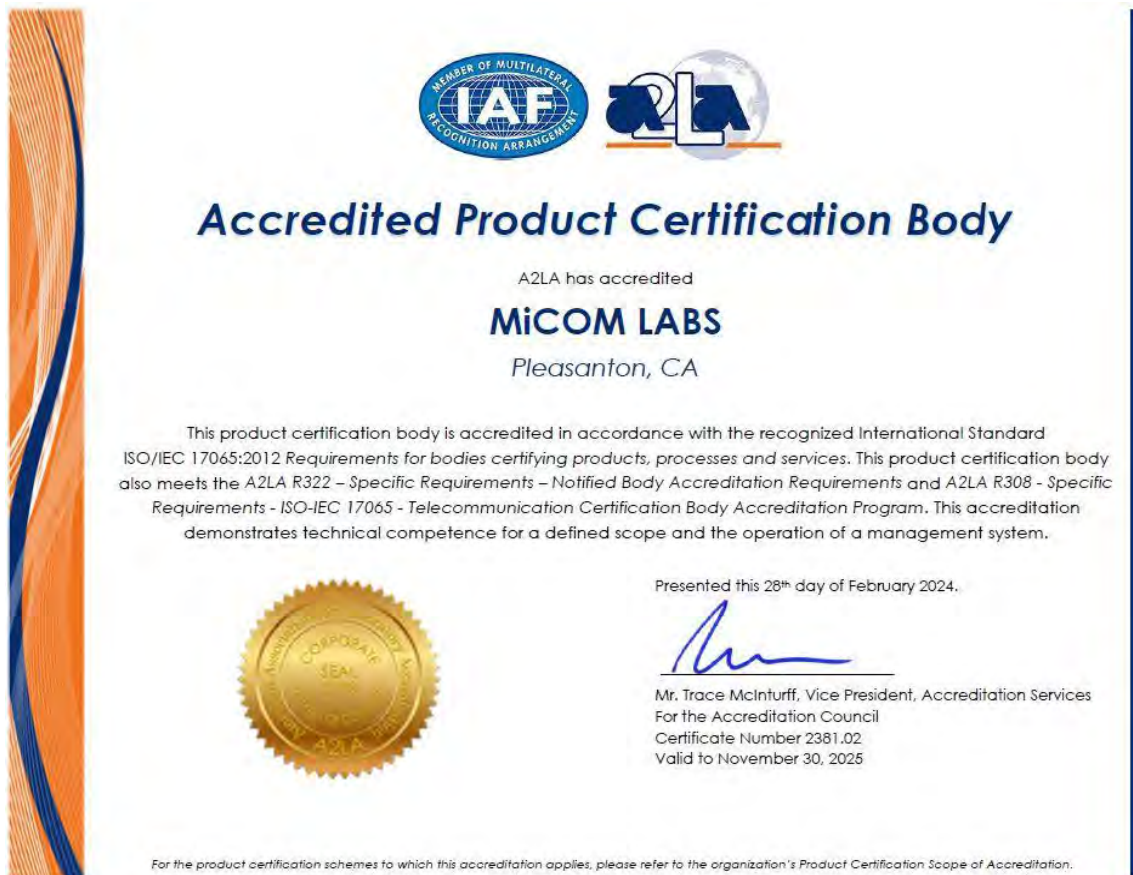 MEMBER OF MULTILATERAL
IAF
RECOGNITION ARRANGEMENT
a2La
Accredited Product Certification Body
A2LA has accredited
MiCOM LABS
Pleasanton, CA
This product certification body is accredited in accordance with the recognized International Standard
ISO/IEC 17065:2012 Requirements for bodies certifying products, processes and services. This product certification body
also meets the A2LA R322 – Specific Requirements – Notified Body Accreditation Requirements and A2LA R308 - Specific
Requirements - ISO-IEC 17065 - Telecommunication Certification Body Accreditation Program. This accreditation
demonstrates technical competence for a defined scope and the operation of a management system.
CORPORATE
SEAL
A2LA
Presented this 28th day of February 2024.
Mr. Trace McInturff, Vice President, Accreditation Services
For the Accreditation Council
Certificate Number 2381.02
Valid to November 30, 2025
For the product certification schemes to which this accreditation applies, please refer to the organization's Product Certification Scope of Accreditation.